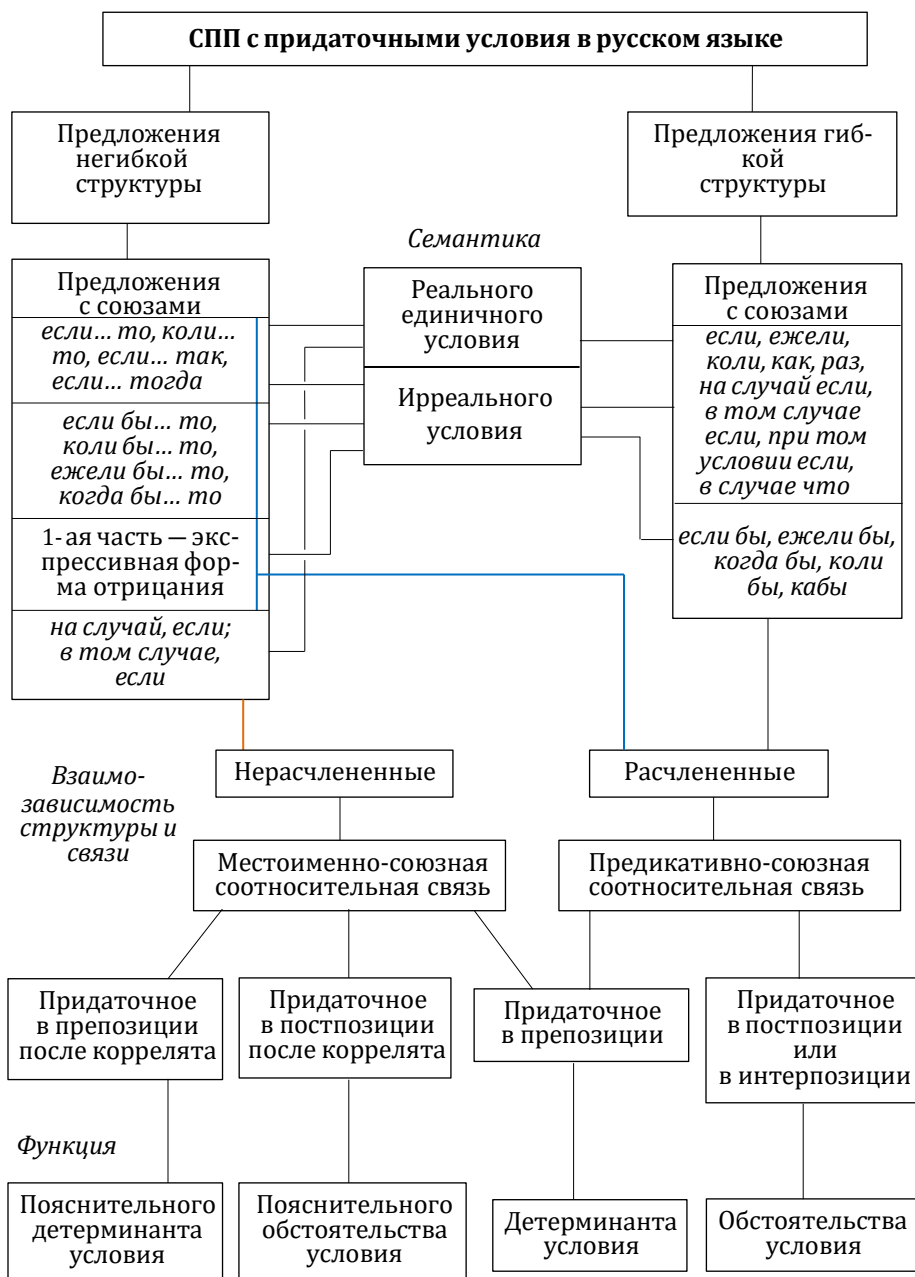 СПП с придаточными условия в русском языке
Предложения
негибкой
структуры
Предложения гиб-
кой
структуры
Семантика
Предложения
с союзами
если... то, коли...
то, если... так,
если... тогда
если бы... то,
коли бы... то,
ежели бы... то,
когда бы... то
1-ая часть — экс-
прессивная фор-
ма отрицания
на случай, если;
в том случае,
если
Реального
единичного
условия
Ирреального
условия
Предложения
с союзами
если, ежели,
коли, как, раз,
на случай если,
в том случае
если, при том
условии если,
в случае что
если бы, ежели бы,
когда бы, коли
бы, кабы
Взаимо-
зависимость
структуры и
связи
Нерасчлененные
Расчлененные
Местоименно-союзная
соотносительная связь
Предикативно-союзная
соотносительная связь
Придаточное
в препозиции
после коррелята
Придаточное
в постпозиции
после коррелята
Придаточное
в препозиции
Придаточное
в постпозиции
или
в интерпозиции
Функция
Пояснительного
детерминанта
условия
Пояснительного
обстоятельства
условия
Детерминанта
условия
Обстоятельства
условия